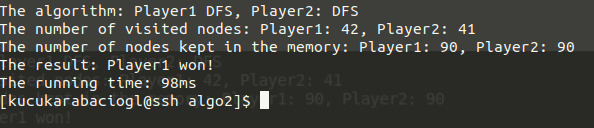 The algorithm: Player1 DFS, Player2: DFS
The number of visited nodes: Player1: 42, Player2: 41
The number of nodes kept in the memory: Player1: 90, Player2: 90
The result: Player1 won!
The running time: 98ms
[kucukarabaciogl@ssh algo2]$